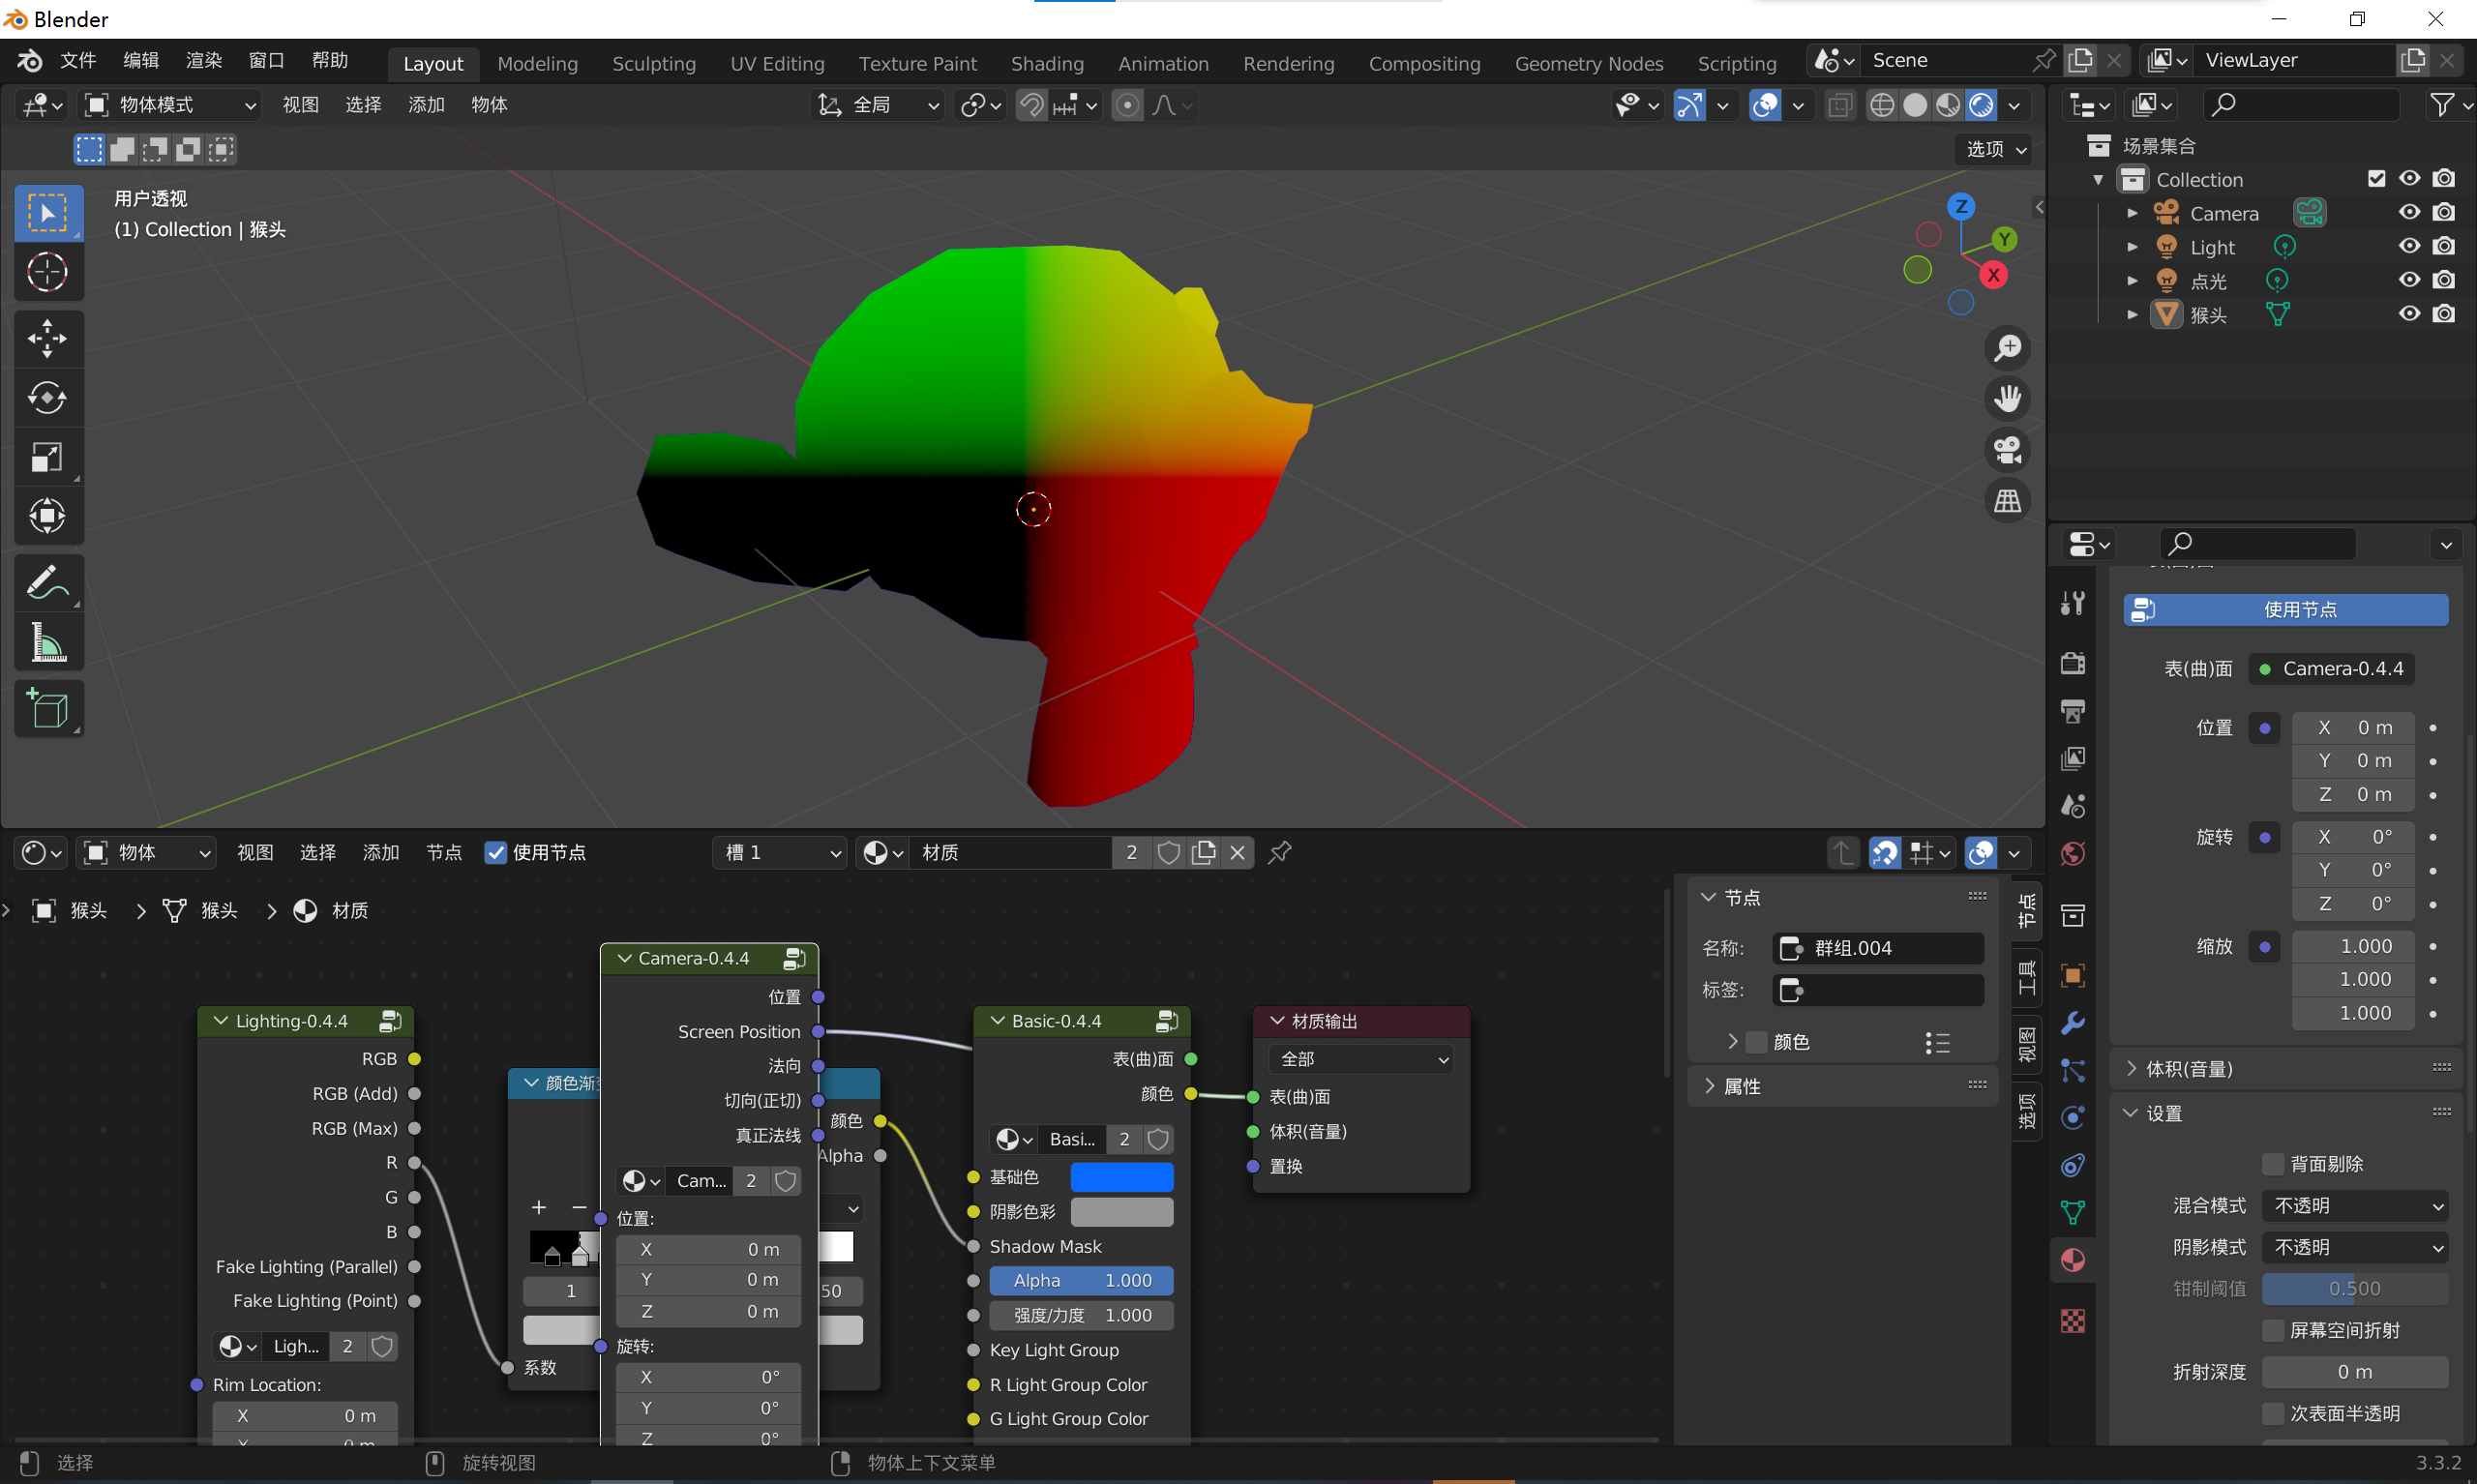 Blender
文件 编辑 渲染 窗口 帮助 Layout Modeling Sculpting UV Editing Texture Paint Shading Animation Rendering Compositing Geometry Nodes Scripting Scene ViewLayer
物体模式 视图 选择 添加 物体 全局
选项
用户透视
(1) Collection | 猴头
Z
Y
X
场景集合
Collection
Camera
Light
点光
猴头
使用节点
表(曲)面 Camera-0.4.4
位置 X 0 m
Y 0 m
Z 0 m
旋转 X 0°
Y 0°
Z 0°
缩放 1.000
1.000
1.000
体积(音量)
设置
背面剔除
混合模式 不透明
阴影模式 不透明
钳制阈值 0.500
屏幕空间折射
折射深度 0 m
次表面半透明
物体 视图 选择 添加 节点 使用节点 槽 1 材质 2
猴头 猴头 材质
Lighting-0.4.4
RGB
RGB (Add)
RGB (Max)
R
G
B
Fake Lighting (Parallel)
Fake Lighting (Point)
Ligh... 2
Rim Location:
X 0 m
颜色渐
颜色
Alpha
1
50
系数
Camera-0.4.4
位置
Screen Position
法向
切向(正切)
真正法线
Cam... 2
位置:
X 0 m
Y 0 m
Z 0 m
旋转:
X 0°
Y 0°
Z 0°
Basic-0.4.4
表(曲)面
颜色
Basi... 2
基础色
阴影色彩
Shadow Mask
Alpha 1.000
强度/力度 1.000
Key Light Group
R Light Group Color
G Light Group Color
材质输出
全部
表(曲)面
体积(音量)
置换
节点
名称: 群组.004
标签:
颜色
属性
节点
工具
视图
选项
选择 旋转视图 物体上下文菜单 3.3.2